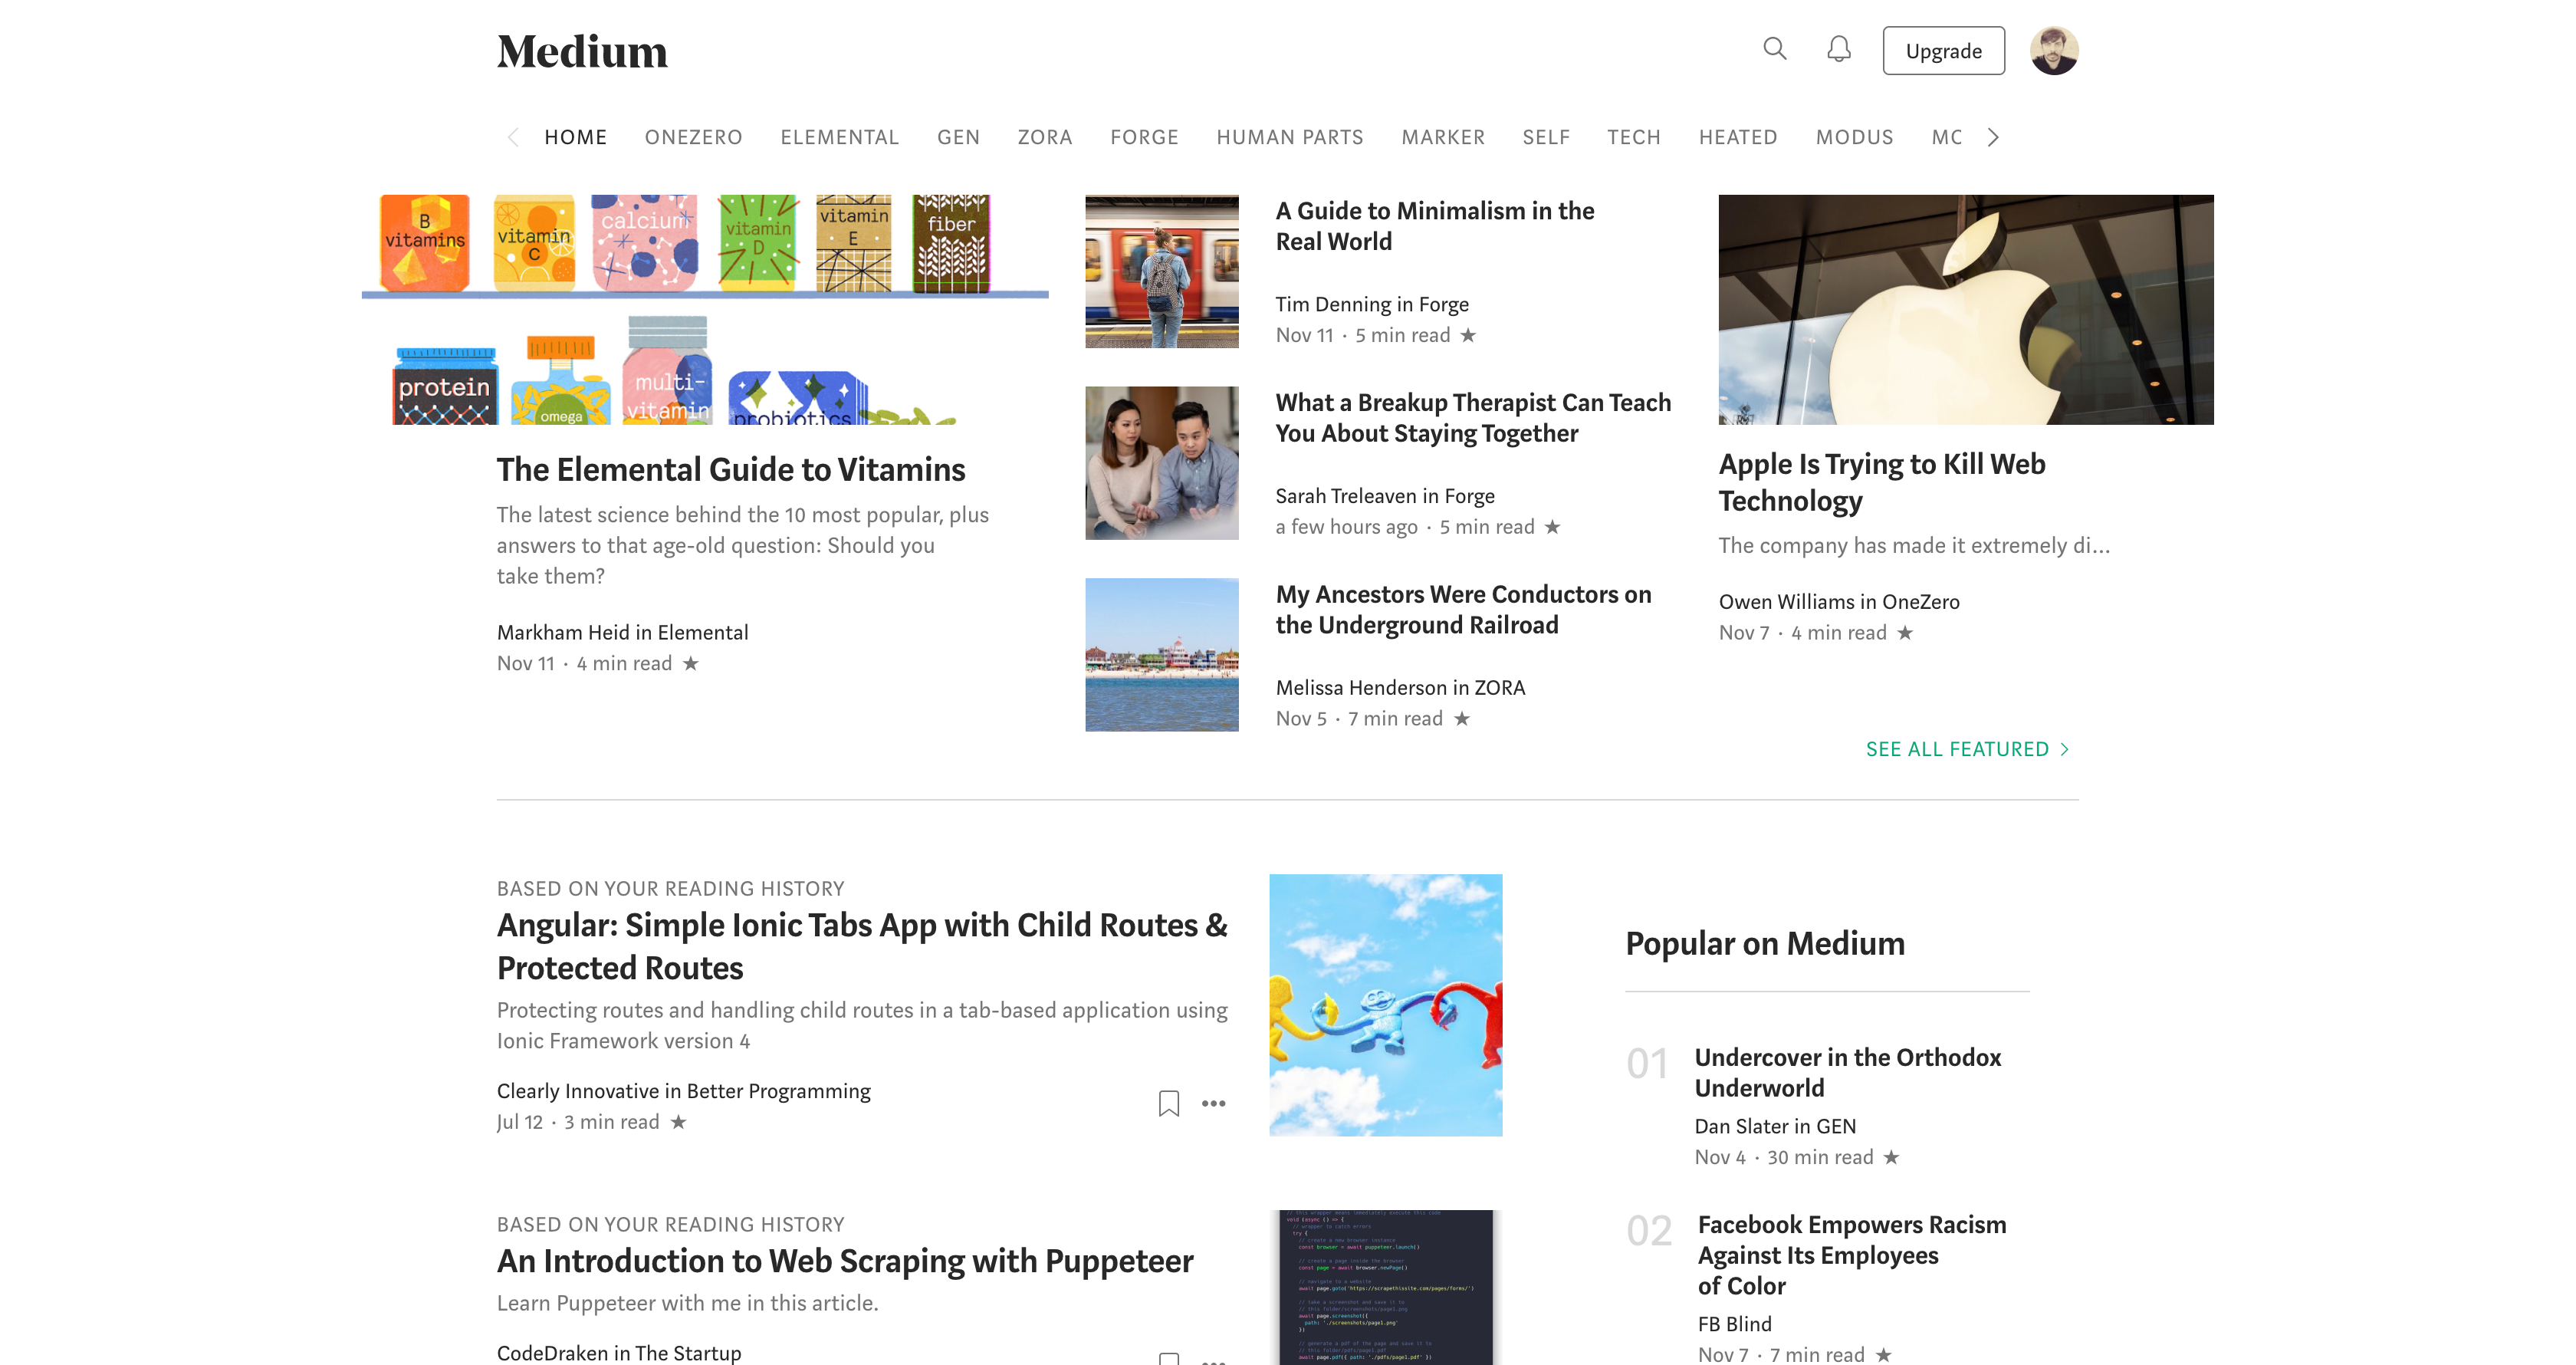 Medium
Upgrade
HOME ONEZERO ELEMENTAL GEN ZORA FORGE HUMAN PARTS MARKER SELF TECH HEATED MODUS MO
B vitamins
vitamin C
calcium
vitamin D
vitamin E
fiber
protein
omega
multi-vitamin
probiotics
The Elemental Guide to Vitamins
The latest science behind the 10 most popular, plus
answers to that age-old question: Should you
take them?
Markham Heid in Elemental
Nov 11 · 4 min read ★
A Guide to Minimalism in the
Real World
Tim Denning in Forge
Nov 11 · 5 min read ★
What a Breakup Therapist Can Teach
You About Staying Together
Sarah Treleaven in Forge
a few hours ago · 5 min read ★
My Ancestors Were Conductors on
the Underground Railroad
Melissa Henderson in ZORA
Nov 5 · 7 min read ★
Apple Is Trying to Kill Web
Technology
The company has made it extremely di...
Owen Williams in OneZero
Nov 7 · 4 min read ★
SEE ALL FEATURED
BASED ON YOUR READING HISTORY
Angular: Simple Ionic Tabs App with Child Routes &
Protected Routes
Protecting routes and handling child routes in a tab-based application using
Ionic Framework version 4
Clearly Innovative in Better Programming
Jul 12 · 3 min read ★
BASED ON YOUR READING HISTORY
An Introduction to Web Scraping with Puppeteer
Learn Puppeteer with me in this article.
CodeDraken in The Startup
Popular on Medium
01
Undercover in the Orthodox
Underworld
Dan Slater in GEN
Nov 4 · 30 min read ★
02
Facebook Empowers Racism
Against Its Employees
of Color
FB Blind
Nov 7 · 7 min read ★